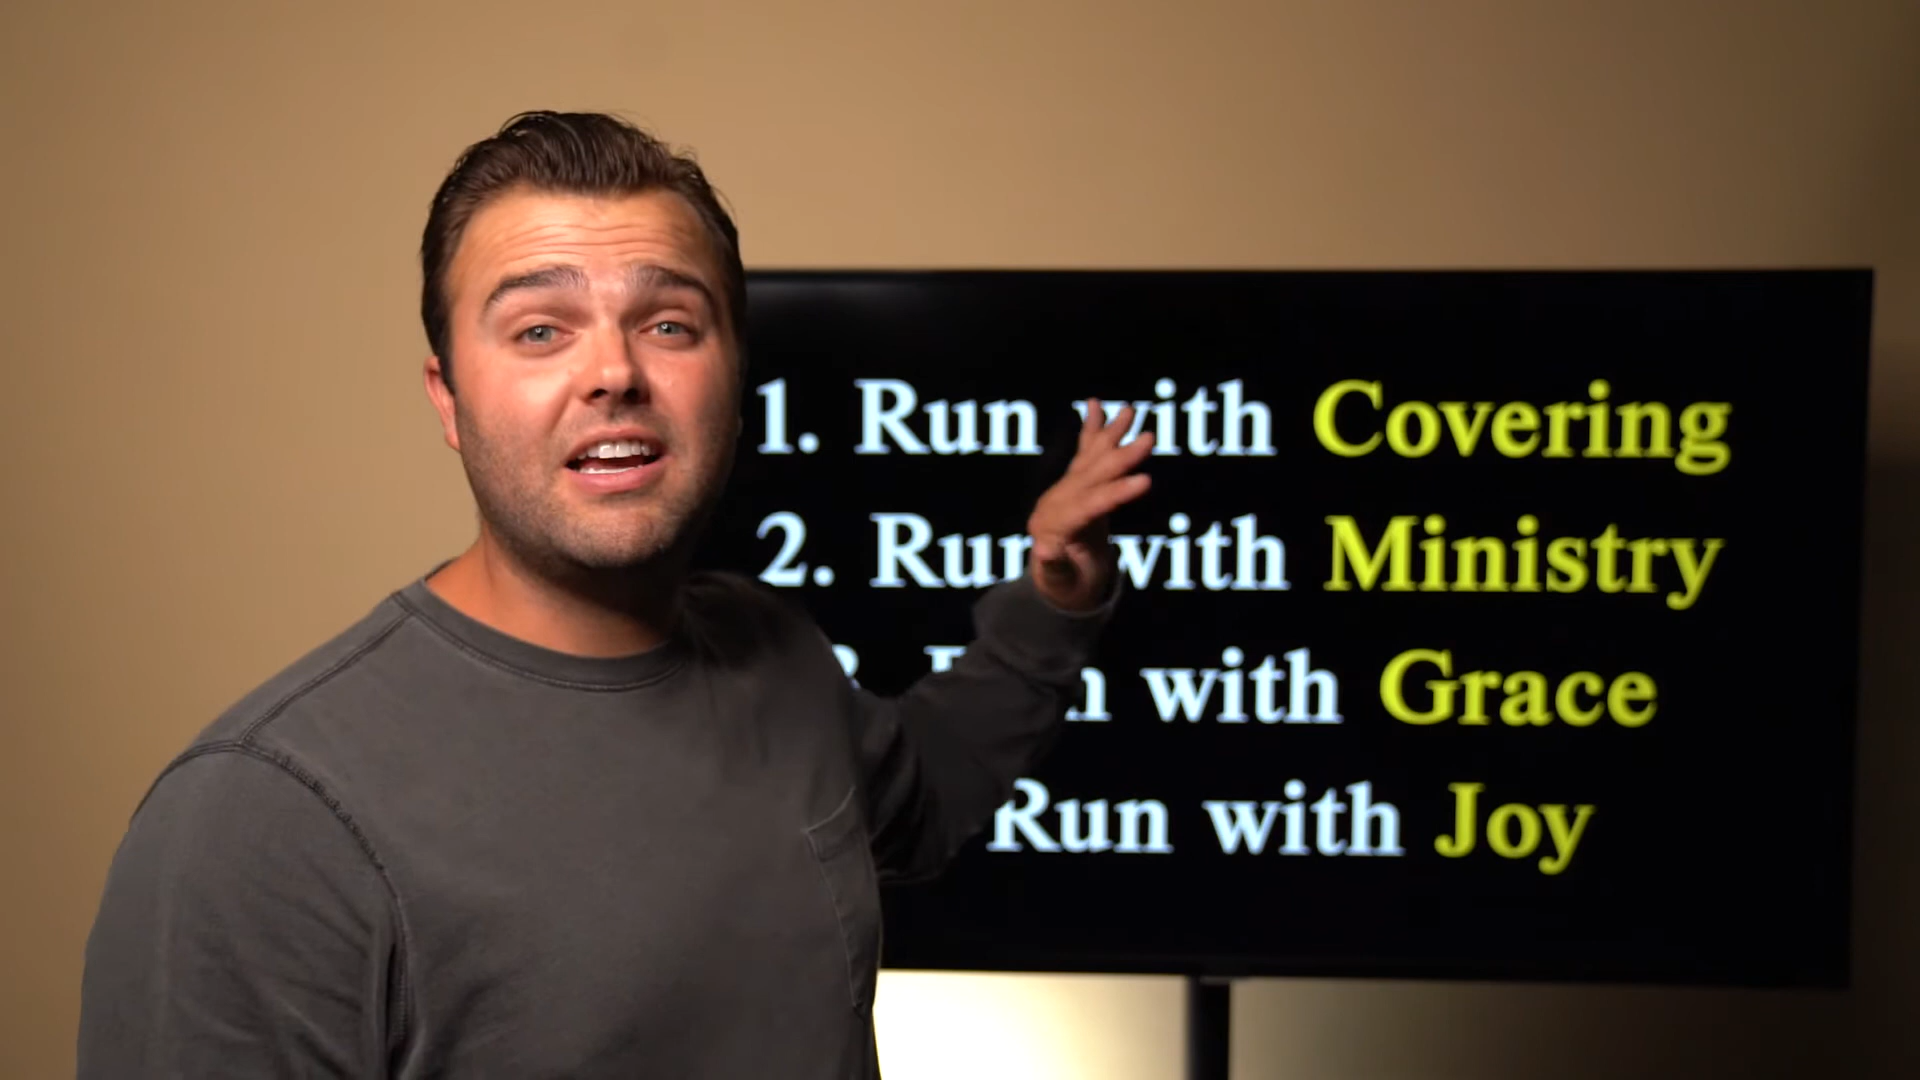 1. Run with Covering
2. Run with Ministry
with Grace
Run with Joy